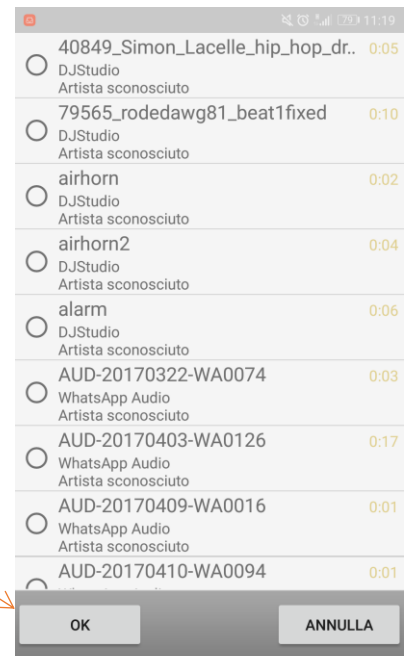 79 11:19
40849_Simon_Lacelle_hip_hop_dr.. 0:05
DJStudio
Artista sconosciuto
79565_rodedawg81_beat1fixed 0:10
DJStudio
Artista sconosciuto
airhorn 0:02
DJStudio
Artista sconosciuto
airhorn2 0:04
DJStudio
Artista sconosciuto
alarm 0:06
DJStudio
Artista sconosciuto
AUD-20170322-WA0074 0:03
WhatsApp Audio
Artista sconosciuto
AUD-20170403-WA0126 0:17
WhatsApp Audio
Artista sconosciuto
AUD-20170409-WA0016 0:01
WhatsApp Audio
Artista sconosciuto
AUD-20170410-WA0094 0:01
OK ANNULLA